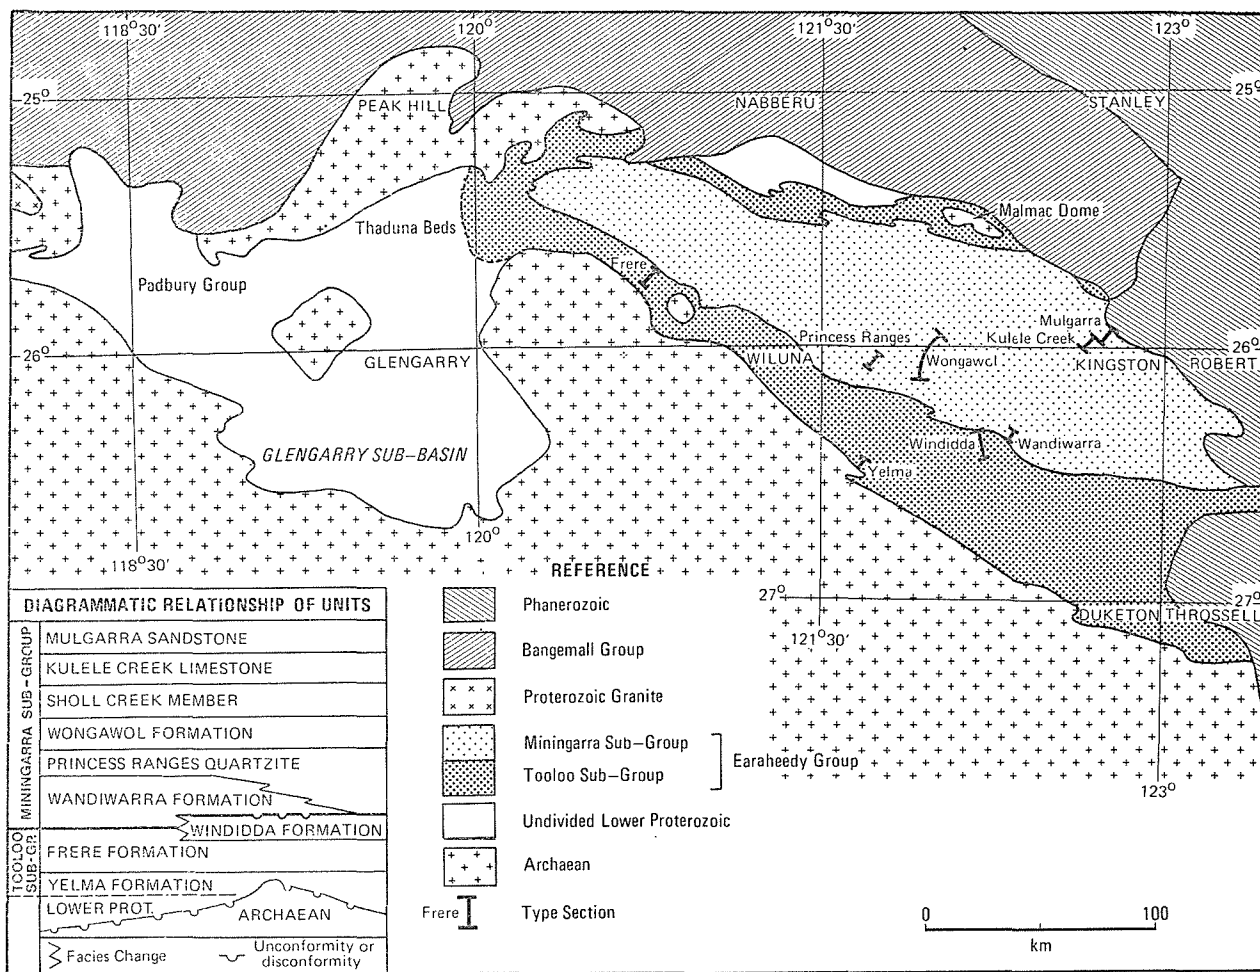 118°30'
120°
121°30'
123°
25°
PEAK HILL
NABBERU
STANLEY
25°
Malmac Dome
Thaduna Beds
Frere
Padbury Group
Mulgarra
Princess Ranges
Kulele Creek
26°
GLENGARRY
WILUNA
Wongawol
KINGSTON
26°
ROBERT
GLENGARRY SUB-BASIN
Windidda
Wandiwarra
Yelma
120°
118°30'
27°
27°
DUKETON
THROSSELL
121°30'
123°
DIAGRAMMATIC RELATIONSHIP OF UNITS
MININGARRA SUB-GROUP
MULGARRA SANDSTONE
KULELE CREEK LIMESTONE
SHOLL CREEK MEMBER
WONGAWOL FORMATION
PRINCESS RANGES QUARTZITE
WANDIWARRA FORMATION
WINDIDDA FORMATION
TOOLOO
SUB-GR.
FRERE FORMATION
YELMA FORMATION
LOWER PROT.
ARCHAEAN
Facies Change
Unconformity or
disconformity
REFERENCE
Phanerozoic
Bangemall Group
Proterozoic Granite
Miningarra Sub-Group
Tooloo Sub-Group
Earaheedy Group
Undivided Lower Proterozoic
Archaean
Frere
Type Section
0
100
km